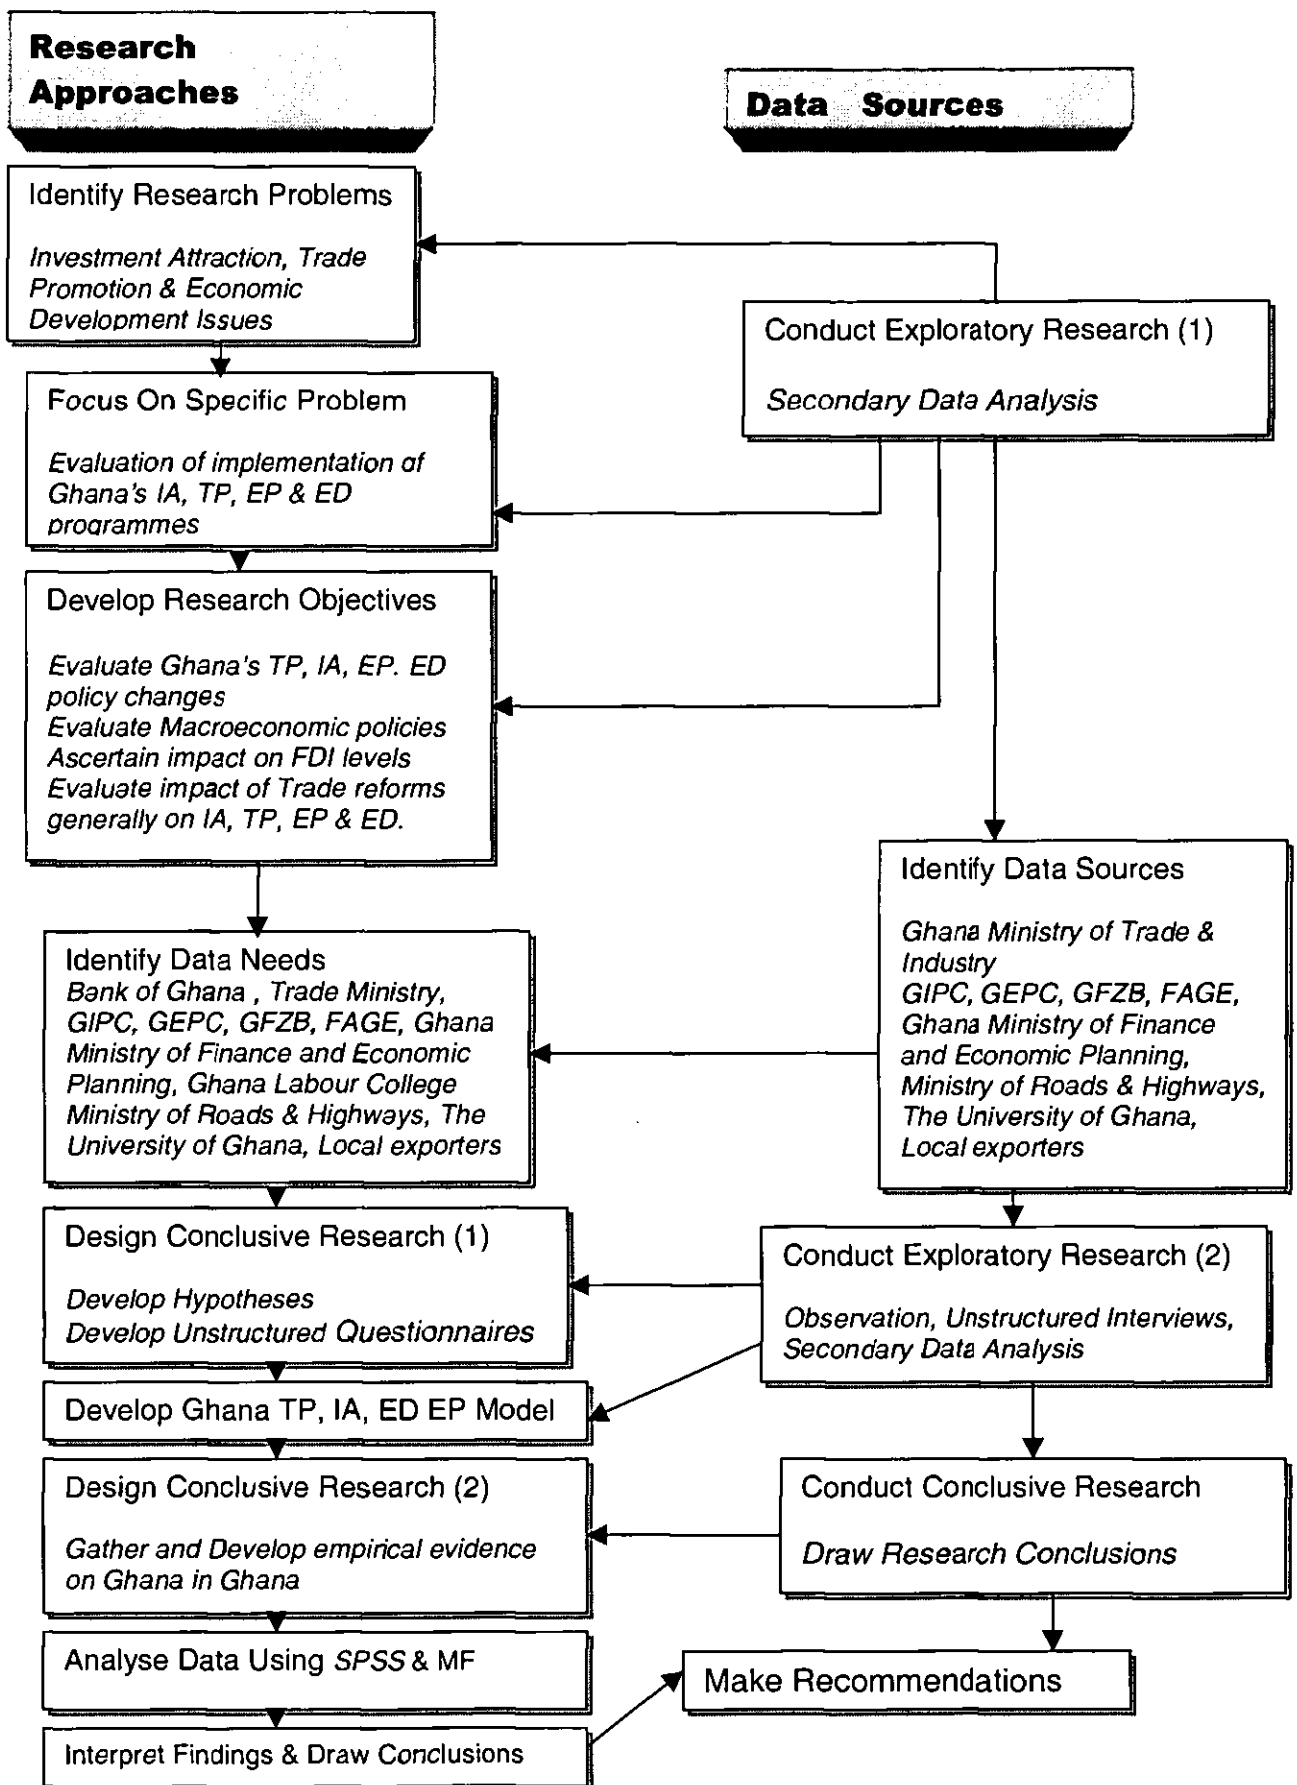 Research
Approaches
Data Sources
Identify Research Problems
Investment Attraction, Trade
Promotion & Economic
Development Issues
Conduct Exploratory Research (1)
Secondary Data Analysis
Focus On Specific Problem
Evaluation of implementation of
Ghana's IA, TP, EP & ED
programmes
Develop Research Objectives
Evaluate Ghana's TP, IA, EP. ED
policy changes
Evaluate Macroeconomic policies
Ascertain impact on FDI levels
Evaluate impact of Trade reforms
generally on IA, TP, EP & ED.
Identify Data Sources
Ghana Ministry of Trade &
Industry
GIPC, GEPC, GFZB, FAGE,
Ghana Ministry of Finance
and Economic Planning,
Ministry of Roads & Highways,
The University of Ghana,
Local exporters
Identify Data Needs
Bank of Ghana , Trade Ministry,
GIPC, GEPC, GFZB, FAGE, Ghana
Ministry of Finance and Economic
Planning, Ghana Labour College
Ministry of Roads & Highways, The
University of Ghana, Local exporters
Design Conclusive Research (1)
Develop Hypotheses
Develop Unstructured Questionnaires
Conduct Exploratory Research (2)
Observation, Unstructured Interviews,
Secondary Data Analysis
Develop Ghana TP, IA, ED EP Model
Design Conclusive Research (2)
Gather and Develop empirical evidence
on Ghana in Ghana
Conduct Conclusive Research
Draw Research Conclusions
Analyse Data Using SPSS & MF
Make Recommendations
Interpret Findings & Draw Conclusions